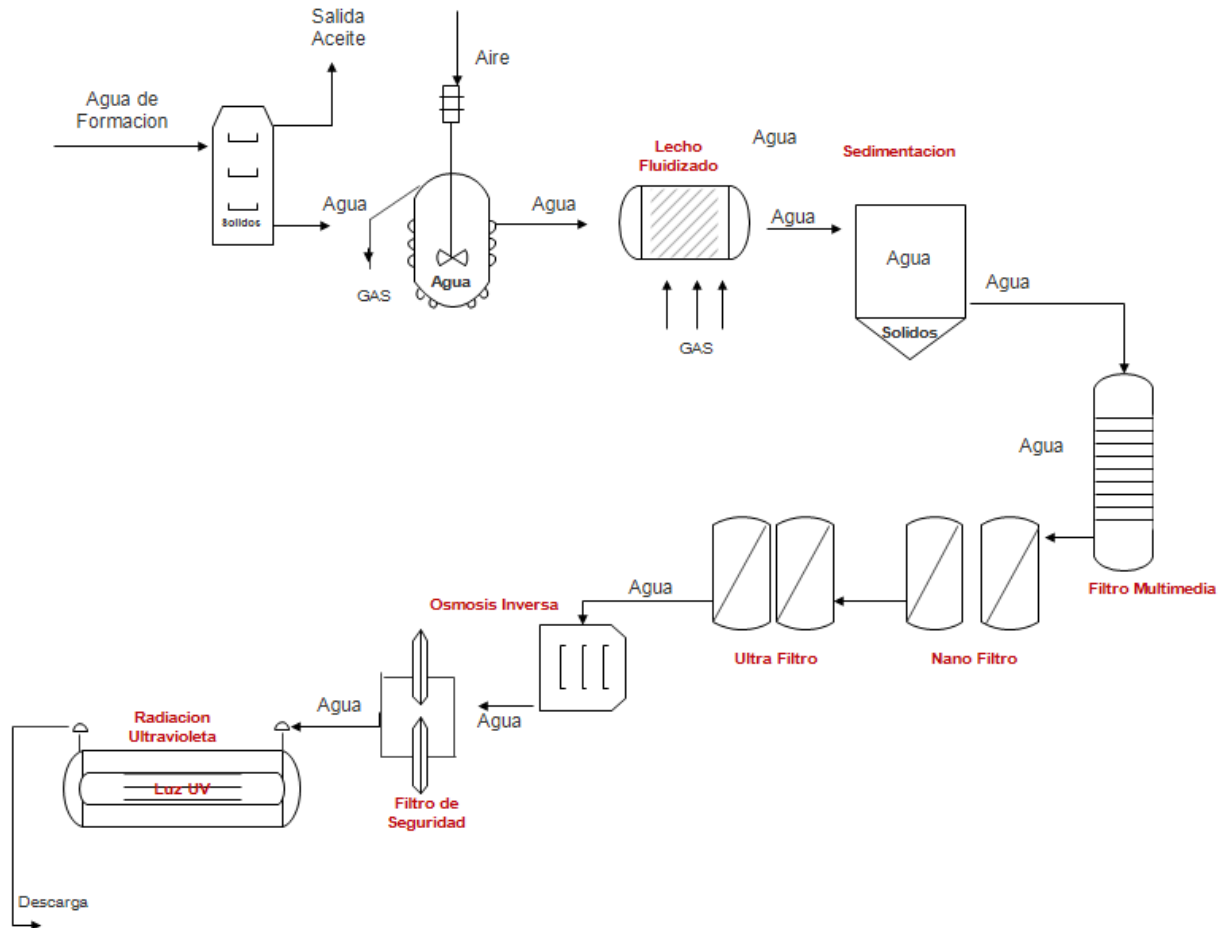 Salida
Aceite
Aire
Agua de
Formacion
Solidos
Agua
GAS
Agua
Agua
Lecho
Fluidizado
GAS
Agua
Agua
Sedimentacion
Agua
Solidos
Agua
Agua
Filtro Multimedia
Nano Filtro
Ultra Filtro
Agua
Osmosis Inversa
Agua
Filtro de
Seguridad
Agua
Radiacion
Ultravioleta
Luz UV
Descarga